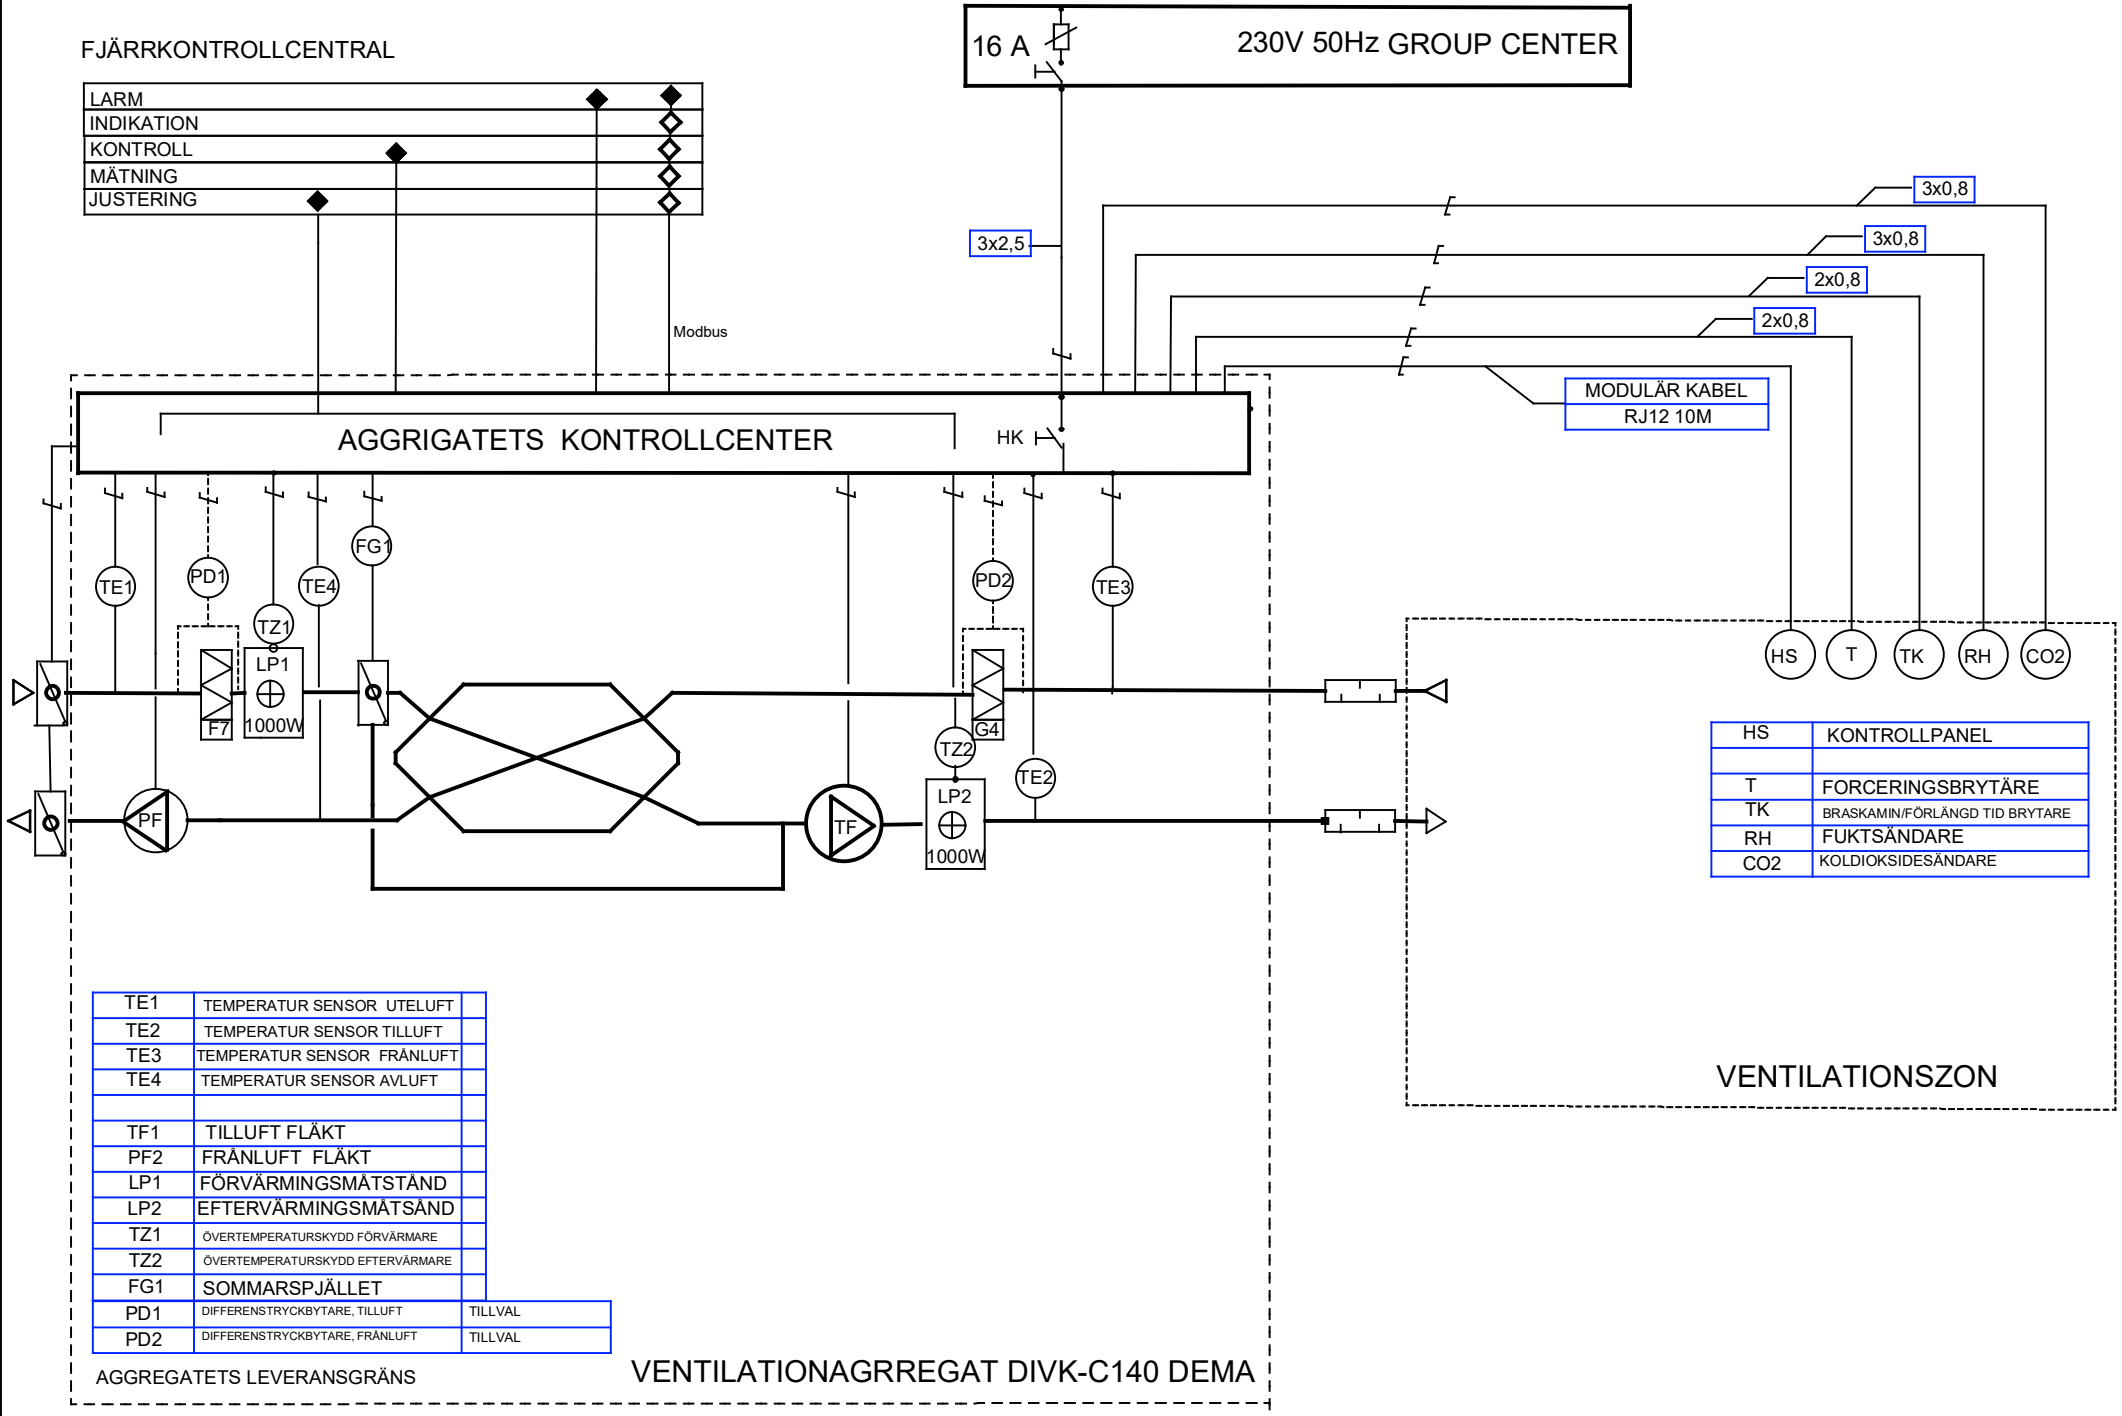 16 A
230V 50Hz GROUP CENTER
FJÄRRKONTROLLCENTRAL
LARM
INDIKATION
KONTROLL
MÄTNING
JUSTERING
3x0,8
3x2,5
3x0,8
2x0,8
2x0,8
Modbus
MODULÄR KABEL
RJ12 10M
AGGRIGATETS KONTROLLCENTER
HK
FG1
TE1
PD1
TE4
PD2
TE3
TZ1
HS
T
TK
RH
CO2
LP1
F7
1000W
G4
TZ2
TE2
LP2
PF
TF
1000W
HS KONTROLLPANEL
T FORCERINGSBRYTÄRE
TK BRASKAMIN/FÖRLÄNGD TID BRYTARE
RH FUKTSÄNDARE
CO2 KOLDIOKSIDESÄNDARE
TE1 TEMPERATUR SENSOR UTELUFT
TE2 TEMPERATUR SENSOR TILLUFT
TE3 TEMPERATUR SENSOR FRÅNLUFT
TE4 TEMPERATUR SENSOR AVLUFT
TF1 TILLUFT FLÄKT
PF2 FRÅNLUFT FLÄKT
LP1 FÖRVÄRMINGSMÅTSTÅND
LP2 EFTERVÄRMINGSMÅTSÅND
TZ1 ÖVERTEMPERATURSKYDD FÖRVÄRMARE
TZ2 ÖVERTEMPERATURSKYDD EFTERVÄRMARE
FG1 SOMMARSPJÄLLET
PD1 DIFFERENSTRYCKBYTARE, TILLUFT TILLVAL
PD2 DIFFERENSTRYCKBYTARE, FRÅNLUFT TILLVAL
VENTILATIONSZON
AGGREGATETS LEVERANSGRÄNS
VENTILATIONAGRREGAT DIVK-C140 DEMA